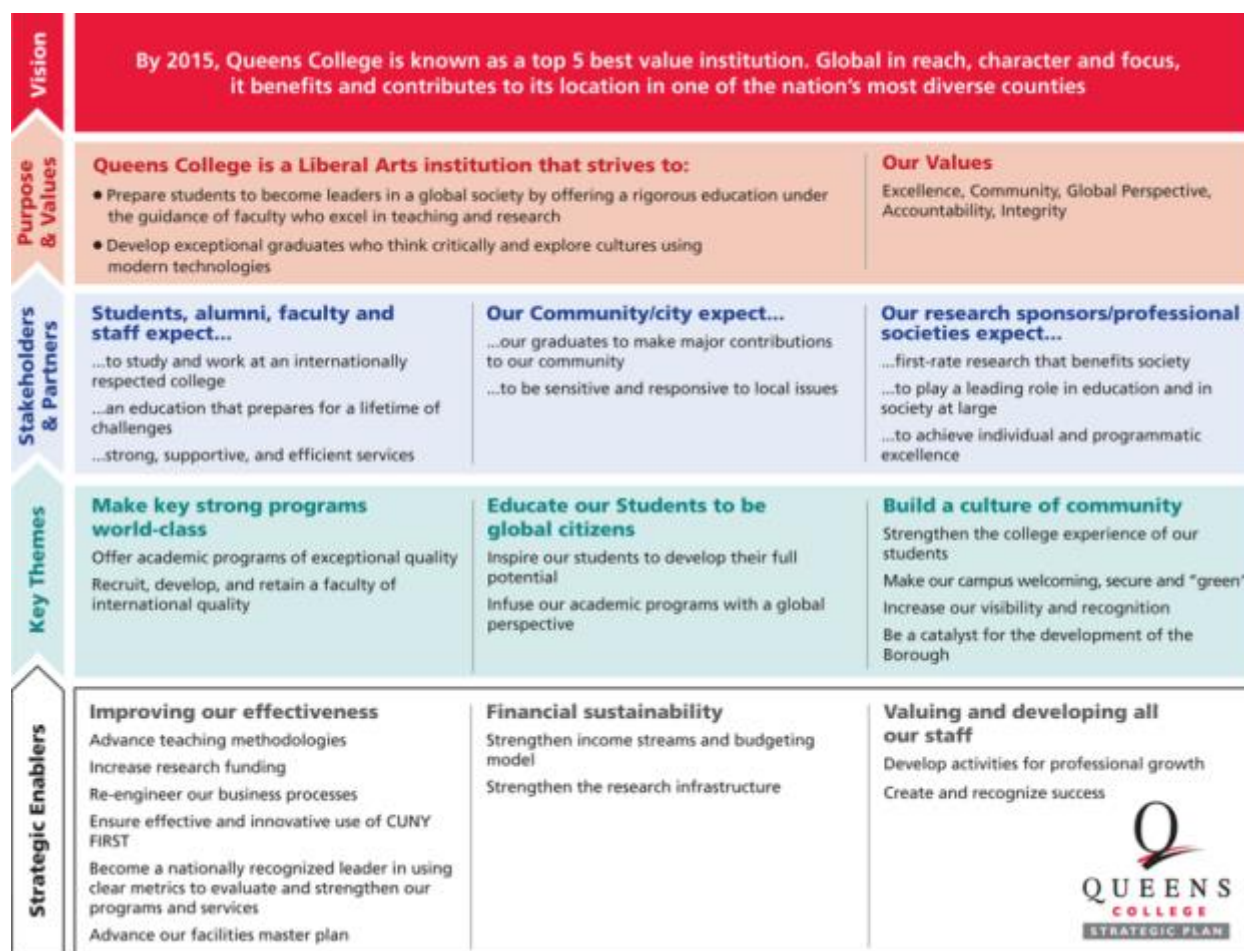 Vision
By 2015, Queens College is known as a top 5 best value institution. Global in reach, character and focus,
it benefits and contributes to its location in one of the nation's most diverse counties
Purpose
& Values
Queens College is a Liberal Arts institution that strives to:
● Prepare students to become leaders in a global society by offering a rigorous education under
the guidance of faculty who excel in teaching and research
● Develop exceptional graduates who think critically and explore cultures using
modern technologies
Our Values
Excellence, Community, Global Perspective,
Accountability, Integrity
Stakeholders
& Partners
Students, alumni, faculty and
staff expect...
...to study and work at an internationally
respected college
...an education that prepares for a lifetime of
challenges
...strong, supportive, and efficient services
Our Community/city expect...
...our graduates to make major contributions
to our community
...to be sensitive and responsive to local issues
Our research sponsors/professional
societies expect...
...first-rate research that benefits society
...to play a leading role in education and in
society at large
...to achieve individual and programmatic
excellence
Key Themes
Make key strong programs
world-class
Offer academic programs of exceptional quality
Recruit, develop, and retain a faculty of
international quality
Educate our Students to be
global citizens
Inspire our students to develop their full
potential
Infuse our academic programs with a global
perspective
Build a culture of community
Strengthen the college experience of our
students
Make our campus welcoming, secure and "green"
Increase our visibility and recognition
Be a catalyst for the development of the
Borough
Strategic Enablers
Improving our effectiveness
Advance teaching methodologies
Increase research funding
Re-engineer our business processes
Ensure effective and innovative use of CUNY
FIRST
Become a nationally recognized leader in using
clear metrics to evaluate and strengthen our
programs and services
Advance our facilities master plan
Financial sustainability
Strengthen income streams and budgeting
model
Strengthen the research infrastructure
Valuing and developing all
our staff
Develop activities for professional growth
Create and recognize success
Q
QUEENS
COLLEGE
STRATEGIC PLAN